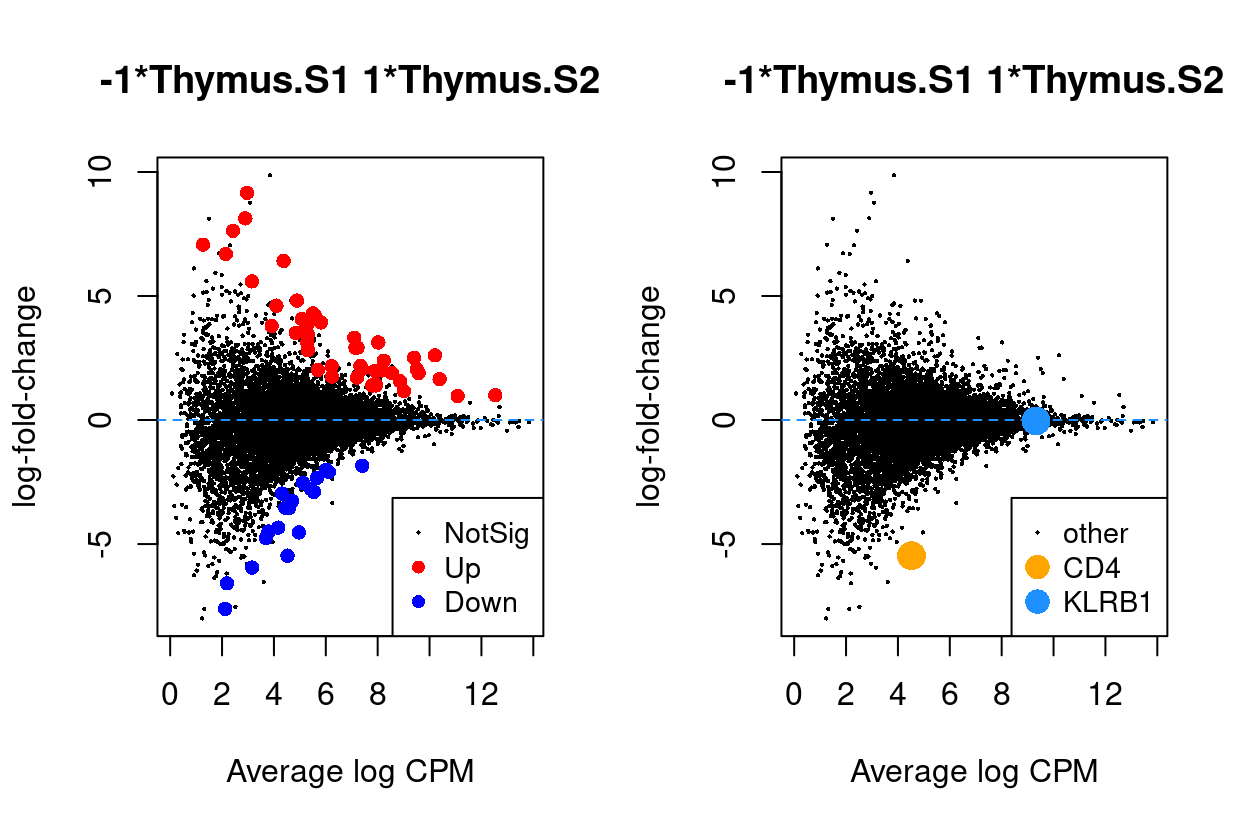 -1*Thymus.S1 1*Thymus.S2
log-fold-change
10
5
0
-5
NotSig
Up
Down
0 2 4 6 8 12
Average log CPM
-1*Thymus.S1 1*Thymus.S2
log-fold-change
10
5
0
-5
other
CD4
KLRB1
0 2 4 6 8 12
Average log CPM